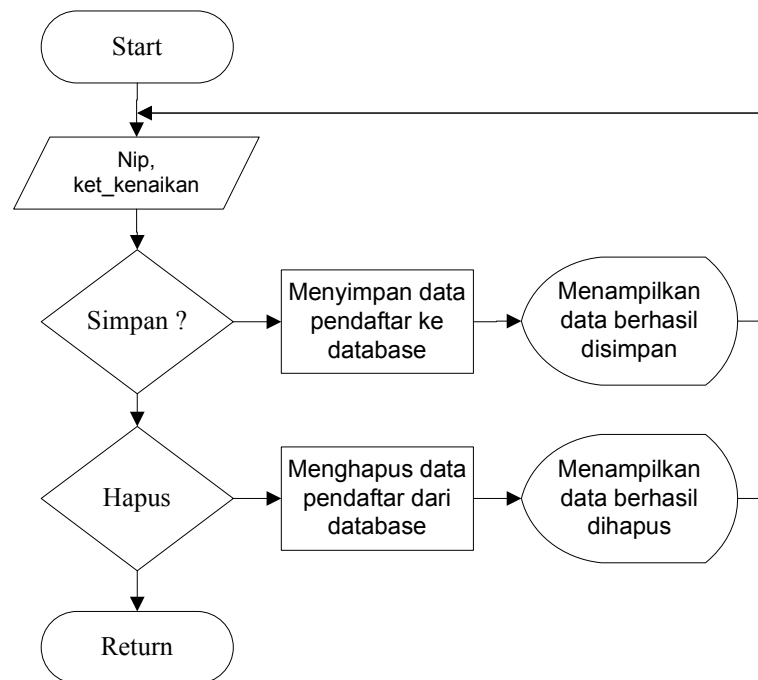 Start
Nip,
ket_kenaikan
Simpan ?
Menyimpan data
pendaftar ke
database
Menampilkan
data berhasil
disimpan
Hapus
Menghapus data
pendaftar dari
database
Menampilkan
data berhasil
dihapus
Return